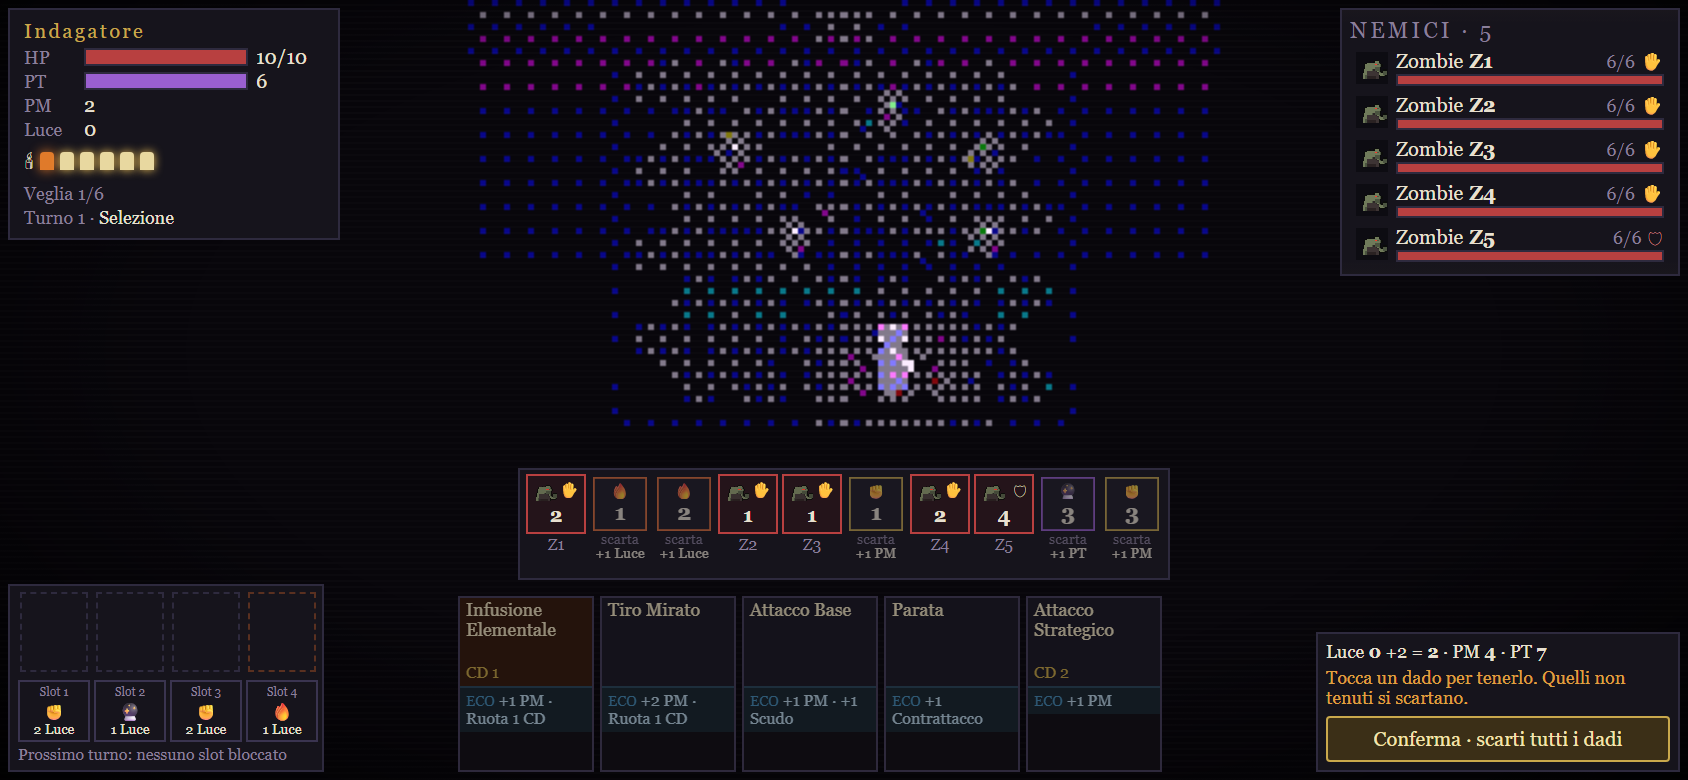 Indagatore
HP 10/10
PT 6
PM 2
Luce 0
Veglia 1/6
Turno 1 · Selezione
NEMICI · 5
Zombie Z1 6/6
Zombie Z2 6/6
Zombie Z3 6/6
Zombie Z4 6/6
Zombie Z5 6/6
2 1 2 1 1 1 2 4 3 3
Z1 scarta scarta Z2 Z3 scarta Z4 Z5 scarta scarta
+1 Luce +1 Luce +1 PM +1 PT +1 PM
Slot 1 Slot 2 Slot 3 Slot 4
2 Luce 1 Luce 2 Luce 1 Luce
Prossimo turno: nessuno slot bloccato
Infusione
Elementale
CD 1
ECO +1 PM ·
Ruota 1 CD
Tiro Mirato
ECO +2 PM ·
Ruota 1 CD
Attacco Base
ECO +1 PM · +1
Scudo
Parata
ECO +1
Contrattacco
Attacco
Strategico
CD 2
ECO +1 PM
Luce 0 +2 = 2 · PM 4 · PT 7
Tocca un dado per tenerlo. Quelli non
tenuti si scartano.
Conferma · scarti tutti i dadi